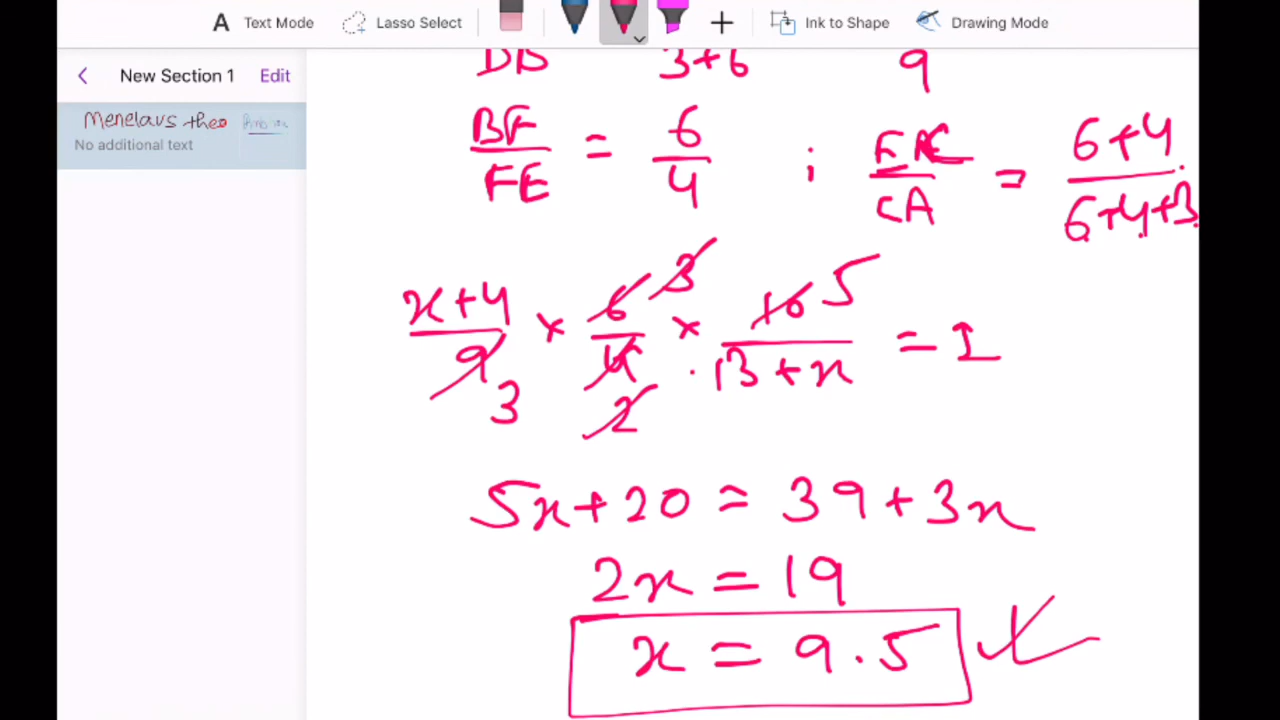 A Text Mode Lasso Select Ink to Shape Drawing Mode
New Section 1 Edit
Menelaus theo
No additional text
DB 3+6 9
BF/FE = 6/4 ; EC/CA = 6+4/6+4+3
x+4/9 3 × 6 3/4 2 × 10 5/13+x = 1
5x+20 = 39+3x
2x = 19
x = 9.5